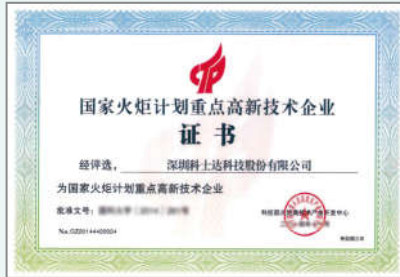 国家火炬计划重点高新技术企业
证书
经评选， 深圳科士达科技股份有限公司
为国家火炬计划重点高新技术企业
批准文号：
No.GZ20144400504